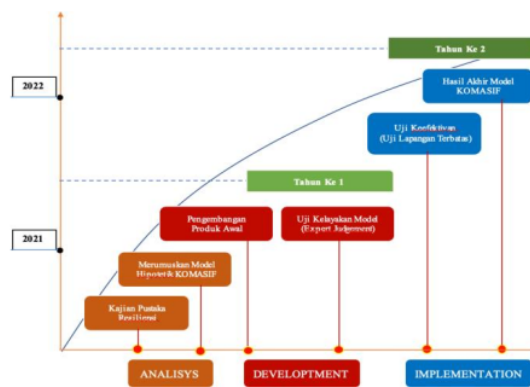 Tahun Ke 2
2022
Hasil Akhir Model
KOMASIF
Uji Keefektivan
(Uji Lapangan Terbatas)
Tahun Ke 1
Pengembangan
Produk Awal
Uji Kelayakan Model
(Expert Judgement)
2021
Merumuskan Model
Hipotetik KOMASIF
Kajian Pustaka
Resiliensi
ANALISYS
DEVELOPTMENT
IMPLEMENTATION